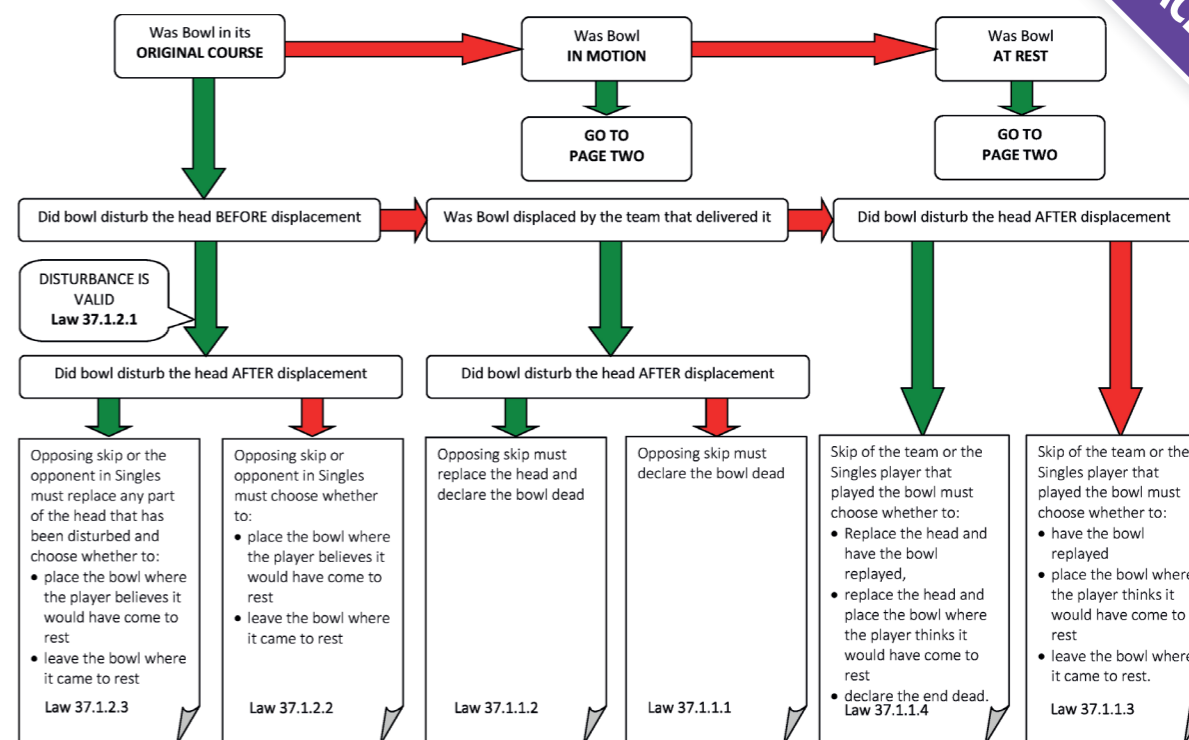 Was Bowl in its
ORIGINAL COURSE
Was Bowl
IN MOTION
Was Bowl
AT REST
GO TO
PAGE TWO
GO TO
PAGE TWO
Did bowl disturb the head BEFORE displacement
Was Bowl displaced by the team that delivered it
Did bowl disturb the head AFTER displacement
DISTURBANCE IS
VALID
Law 37.1.2.1
Did bowl disturb the head AFTER displacement
Did bowl disturb the head AFTER displacement
Opposing skip or the
opponent in Singles
must replace any part
of the head that has
been disturbed and
choose whether to:
• place the bowl where
the player believes it
would have come to
rest
• leave the bowl where
it came to rest
Law 37.1.2.3
Opposing skip or
opponent in Singles
must choose whether
to:
• place the bowl where
the player believes it
would have come to
rest
• leave the bowl where
it came to rest
Law 37.1.2.2
Opposing skip must
replace the head and
declare the bowl dead
Law 37.1.1.2
Opposing skip must
declare the bowl dead
Law 37.1.1.1
Skip of the team or the
Singles player that
played the bowl must
choose whether to:
• Replace the head and
have the bowl
replayed,
• replace the head and
place the bowl where
the player thinks it
would have come to
rest
• declare the end dead.
Law 37.1.1.4
Skip of the team or the
Singles player that
played the bowl must
choose whether to:
• have the bowl
replayed
• place the bowl where
the player thinks it
would have come to
rest
• leave the bowl where
it came to rest.
Law 37.1.1.3